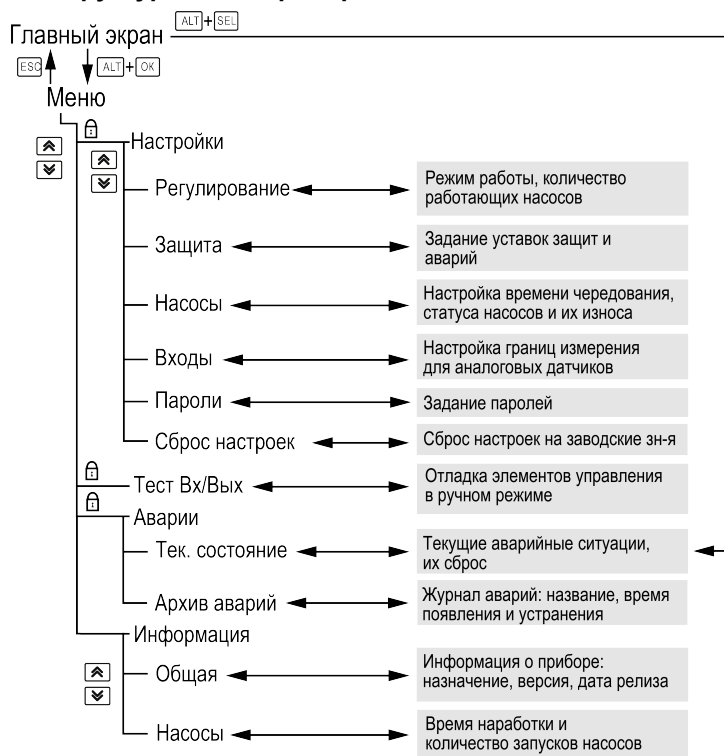 ALT+SEL
Главный экран
ESC ALT+OK
Меню
Настройки
Регулирование
Режим работы, количество
работающих насосов
Защита
Задание уставок защит и
аварий
Насосы
Настройка времени чередования,
статуса насосов и их износа
Входы
Настройка границ измерения
для аналоговых датчиков
Пароли
Задание паролей
Сброс настроек
Сброс настроек на заводские зн-я
Тест Вх/Вых
Отладка элементов управления
в ручном режиме
Аварии
Тек. состояние
Текущие аварийные ситуации,
их сброс
Архив аварий
Журнал аварий: название, время
появления и устранения
Информация
Общая
Информация о приборе:
назначение, версия, дата релиза
Насосы
Время наработки и
количество запусков насосов